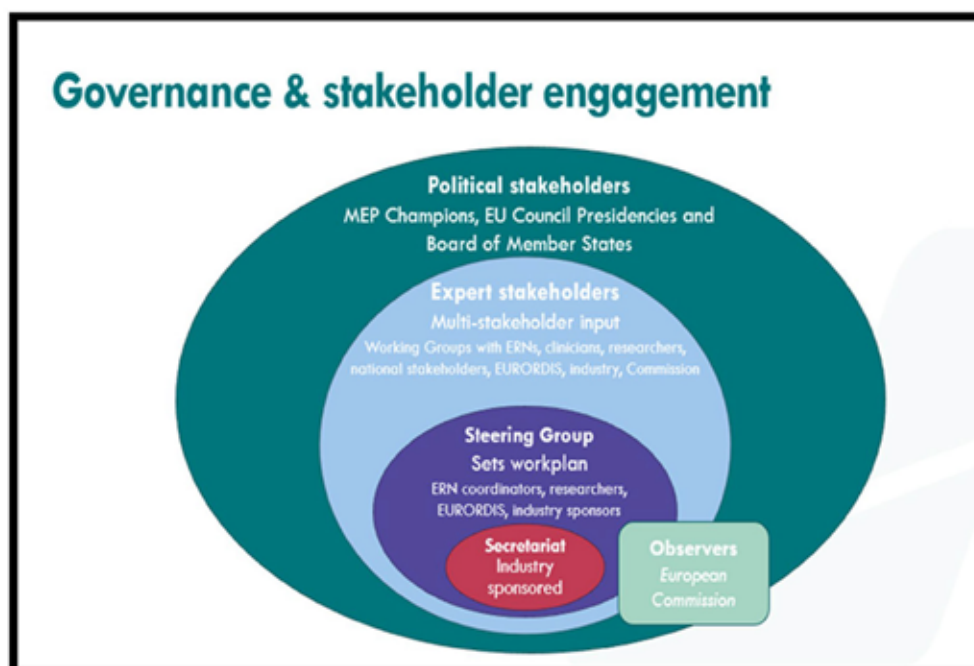 Governance & stakeholder engagement
Political stakeholders
MEP Champions, EU Council Presidencies and
Board of Member States
Expert stakeholders
Multi-stakeholder input
Working Groups with ERNs, clinicians, researchers,
national stakeholders, EURORDIS, industry, Commission
Steering Group
Sets workplan
ERN coordinators, researchers,
EURORDIS, industry sponsors
Secretariat
Industry
sponsored
Observers
European
Commission